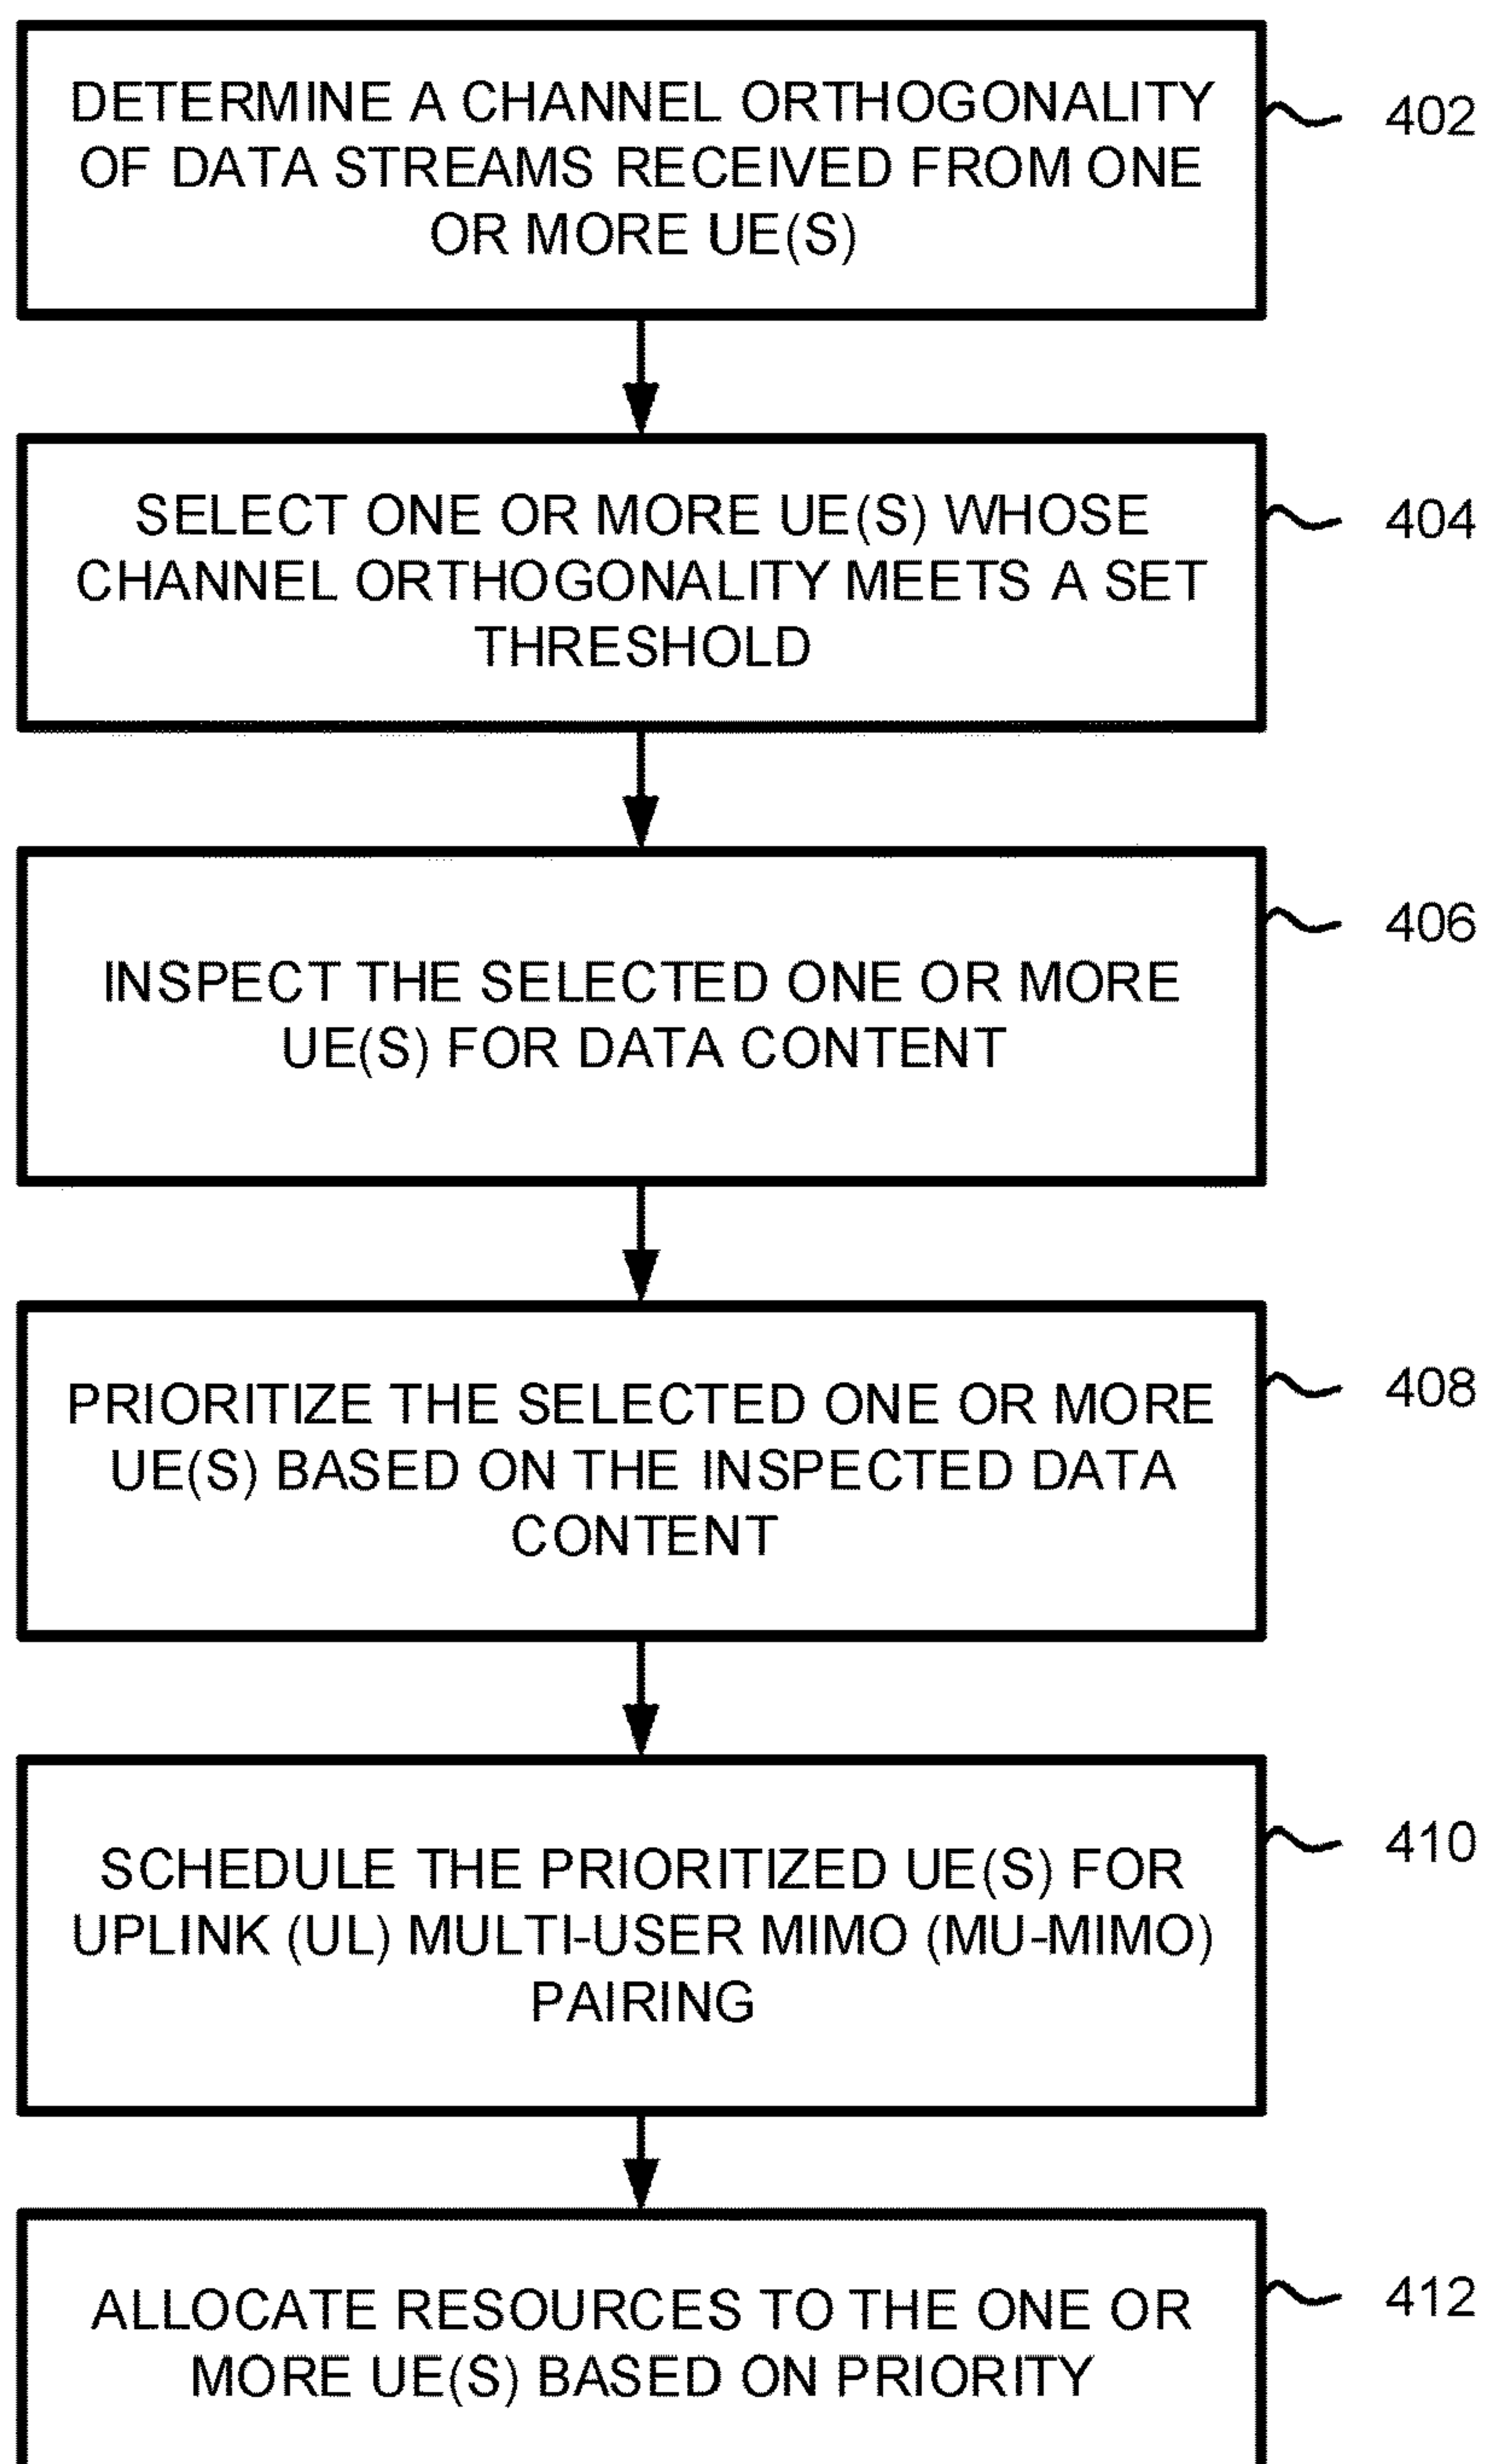 DETERMINE A CHANNEL ORTHOGONALITY
OF DATA STREAMS RECEIVED FROM ONE
OR MORE UE(S)
402
SELECT ONE OR MORE UE(S) WHOSE
CHANNEL ORTHOGONALITY MEETS A SET
THRESHOLD
404
INSPECT THE SELECTED ONE OR MORE
UE(S) FOR DATA CONTENT
406
PRIORITIZE THE SELECTED ONE OR MORE
UE(S) BASED ON THE INSPECTED DATA
CONTENT
408
SCHEDULE THE PRIORITIZED UE(S) FOR
UPLINK (UL) MULTI-USER MIMO (MU-MIMO)
PAIRING
410
ALLOCATE RESOURCES TO THE ONE OR
MORE UE(S) BASED ON PRIORITY
412